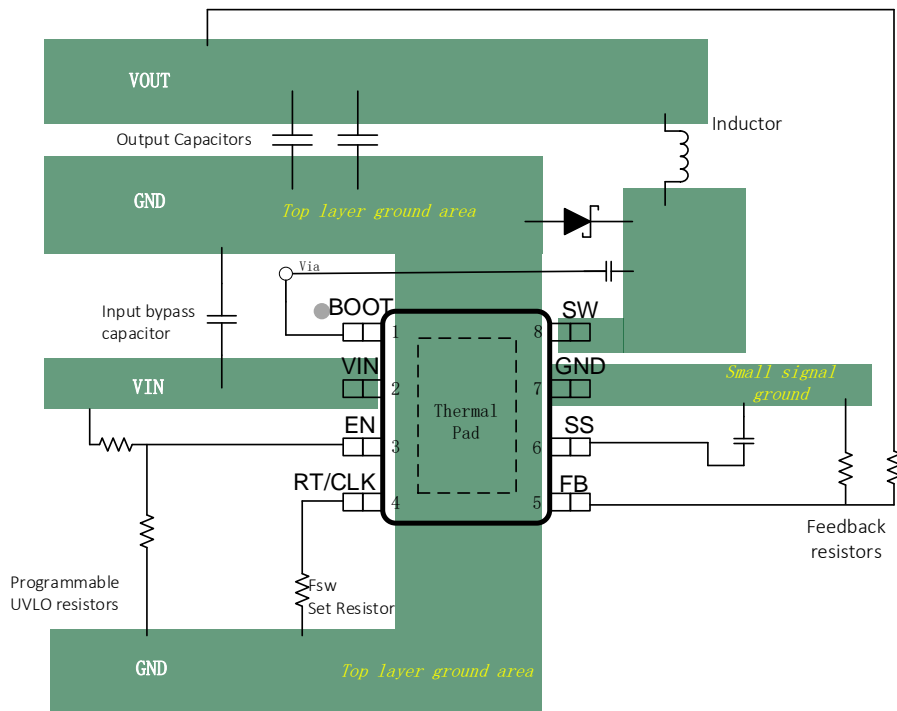 VOUT
Output Capacitors
Inductor
GND
Top layer ground area
Via
Input bypass
capacitor
BOOT
1
8
SW
VIN
VIN
2
7
GND
Small signal
ground
Thermal
Pad
EN
3
6
SS
RT/CLK
4
5
FB
Feedback
resistors
Programmable
UVLO resistors
Fsw
Set Resistor
GND
Top layer ground area